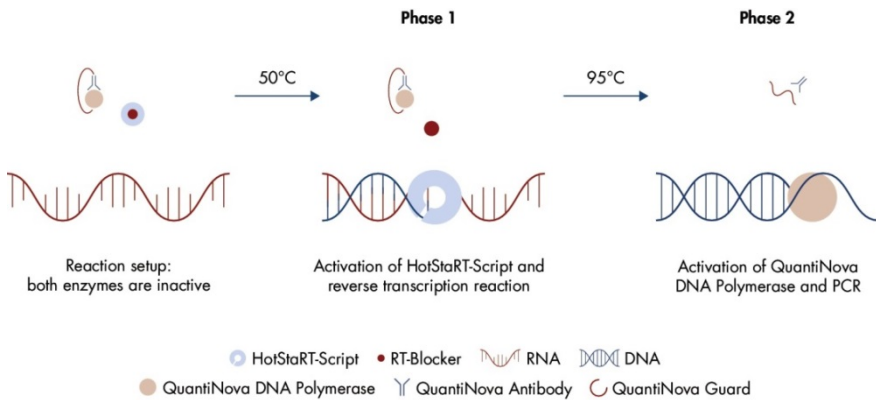 Phase 1
Phase 2
50°C
95°C
Reaction setup:
both enzymes are inactive
Activation of HotStaRT-Script and
reverse transcription reaction
Activation of QuantiNova
DNA Polymerase and PCR
HotStaRT-Script
RT-Blocker
RNA
DNA
QuantiNova DNA Polymerase
QuantiNova Antibody
QuantiNova Guard